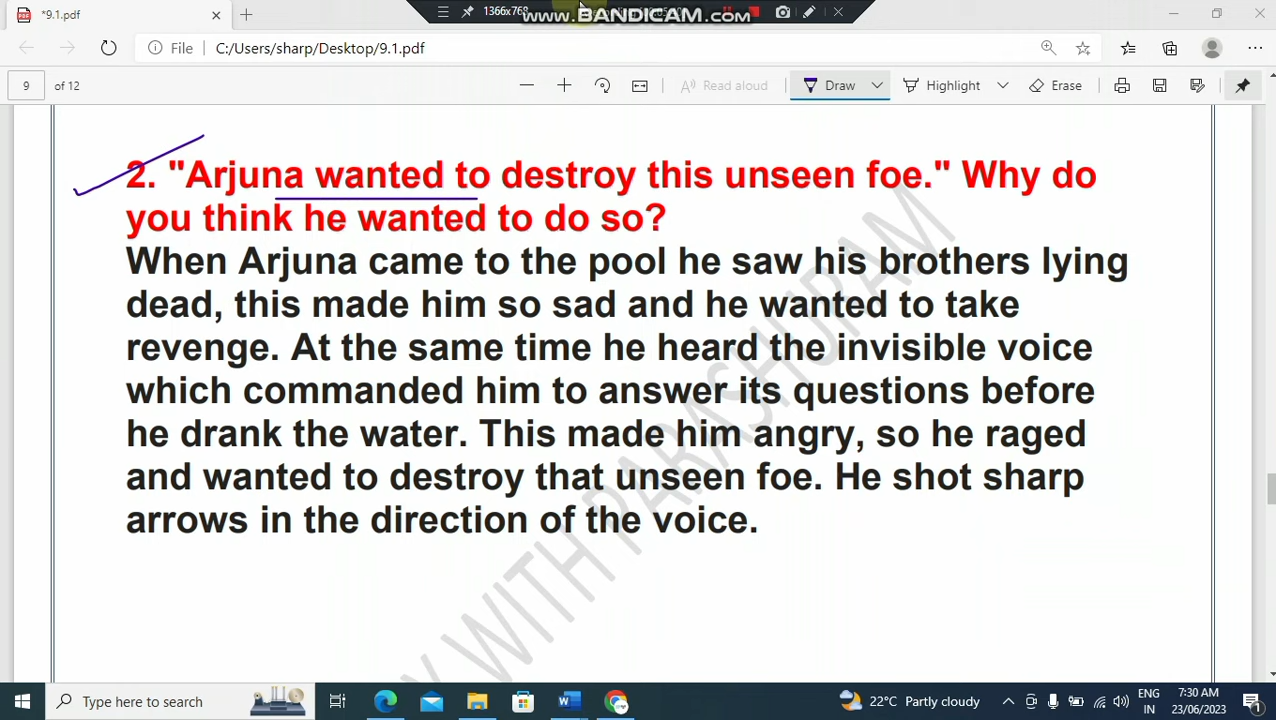 *9.1.pdf
1366x768
www.BANDICAM.com
File C:/Users/sharp/Desktop/9.1.pdf
9 of 12 Read aloud Draw Highlight Erase
2. "Arjuna wanted to destroy this unseen foe." Why do
you think he wanted to do so?
When Arjuna came to the pool he saw his brothers lying
dead, this made him so sad and he wanted to take
revenge. At the same time he heard the invisible voice
which commanded him to answer its questions before
he drank the water. This made him angry, so he raged
and wanted to destroy that unseen foe. He shot sharp
arrows in the direction of the voice.
WITH PARASHURAM
Type here to search 22°C Partly cloudy ENG 7:30 AM
IN 23/06/2023 1